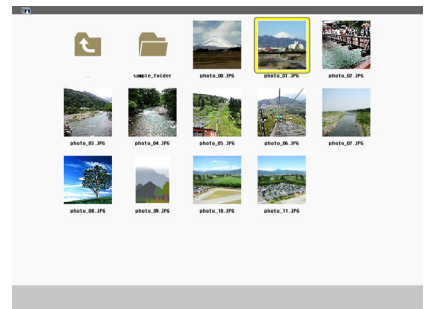 ..
sample_folder
photo_00.JPG
photo_01.JPG
photo_02.JPG
photo_03.JPG
photo_04.JPG
photo_05.JPG
photo_06.JPG
photo_07.JPG
photo_08.JPG
photo_09.JPG
photo_10.JPG
photo_11.JPG